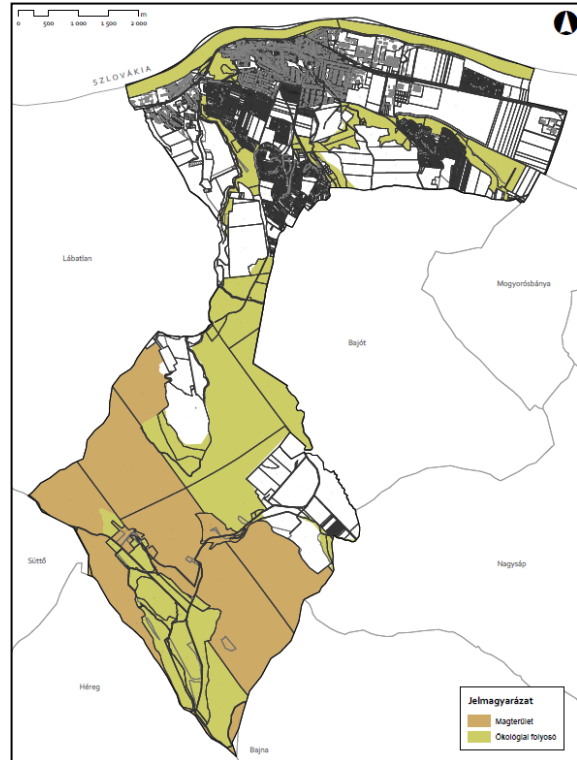 0 500 1 000 1 500 2 000 m
SZLOVÁKIA
Lábatlan
Mogyorósbánya
Bajót
Süttő
Nagysáp
Héreg
Bajna
Jelmagyarázat
Magterület
Ökológiai folyosó